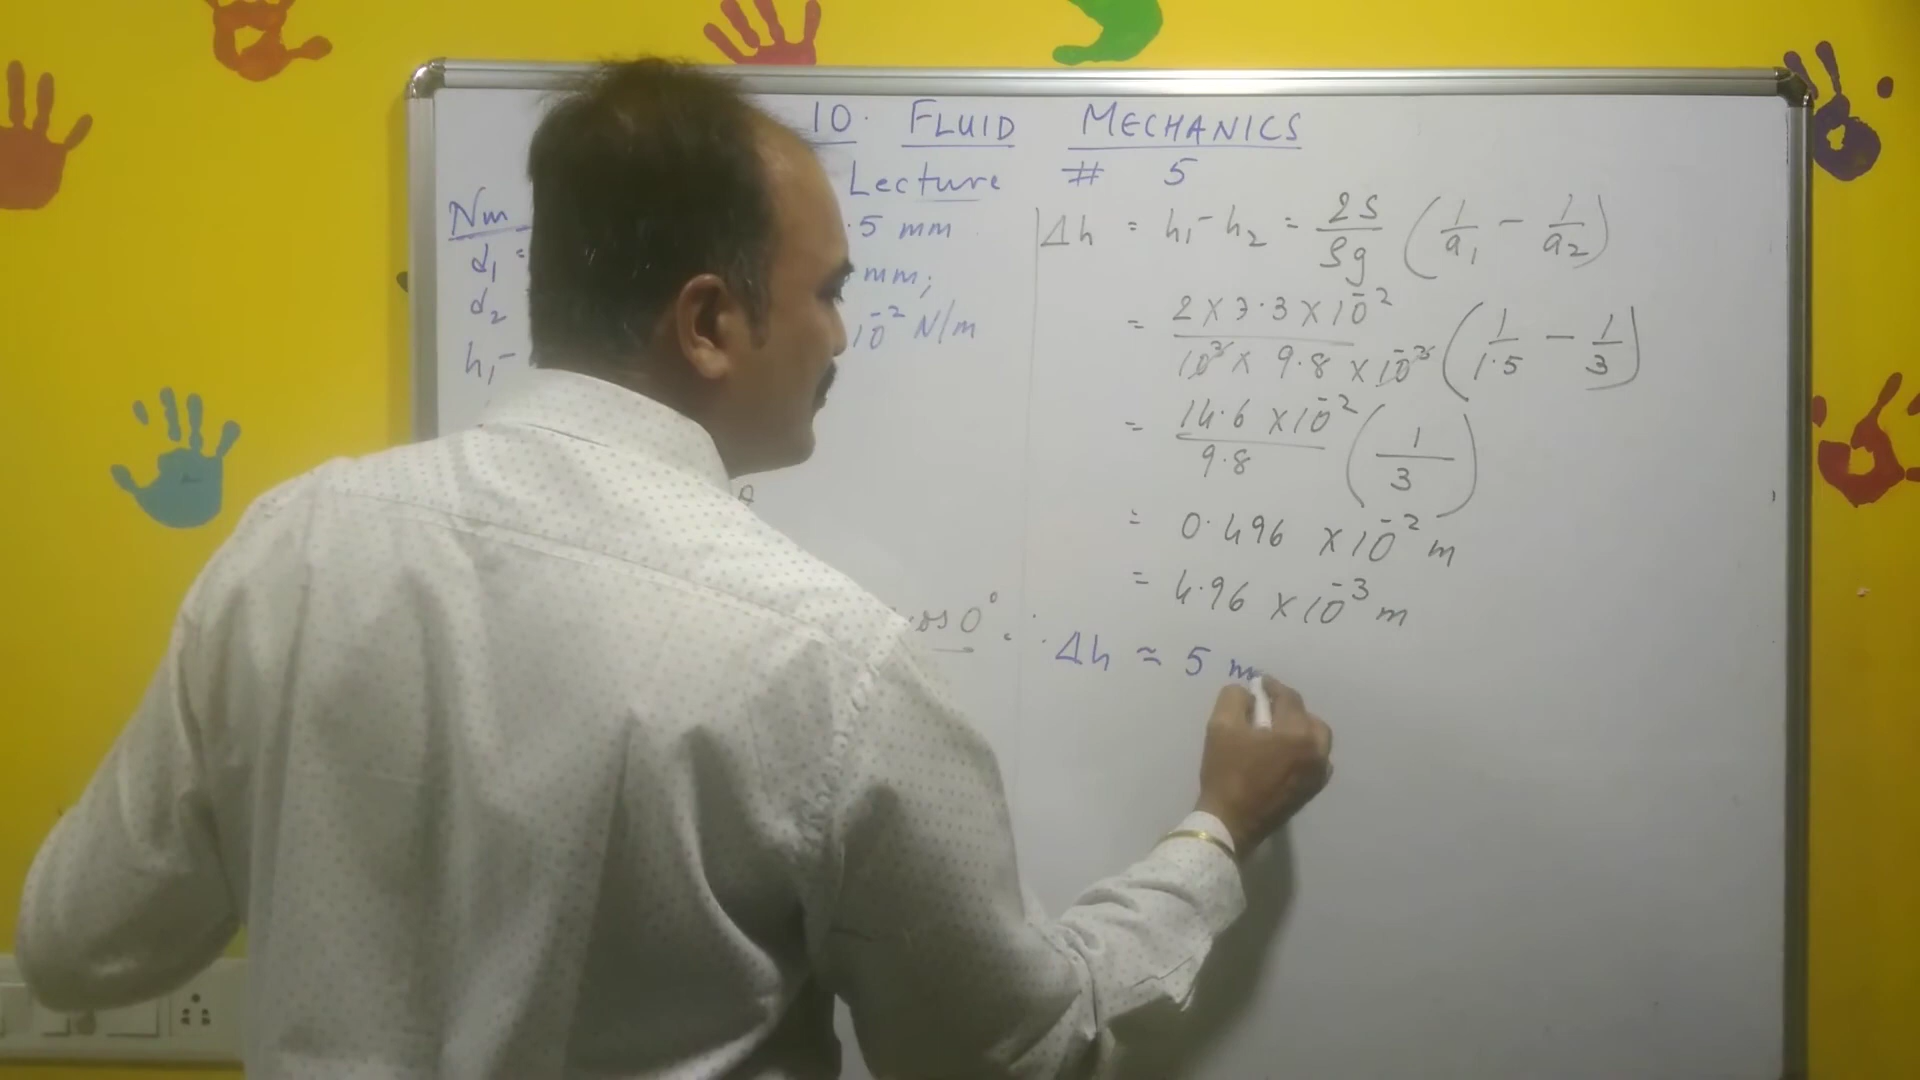 10. FLUID MECHANICS
Lecture # 5
Nm
.5 mm
d₁ =
mm;
d₂
10⁻² N/m
h₁ -
cos 0°
Δh = h₁ - h₂ = 2S/ρg (1/a₁ - 1/a₂)
= 2 × 7.3 × 10⁻² / 10³ × 9.8 × 10⁻³ (1/1.5 - 1/3)
= 14.6 × 10⁻² / 9.8 (1/3)
= 0.496 × 10⁻² m
= 4.96 × 10⁻³ m
∴ Δh ≈ 5 m